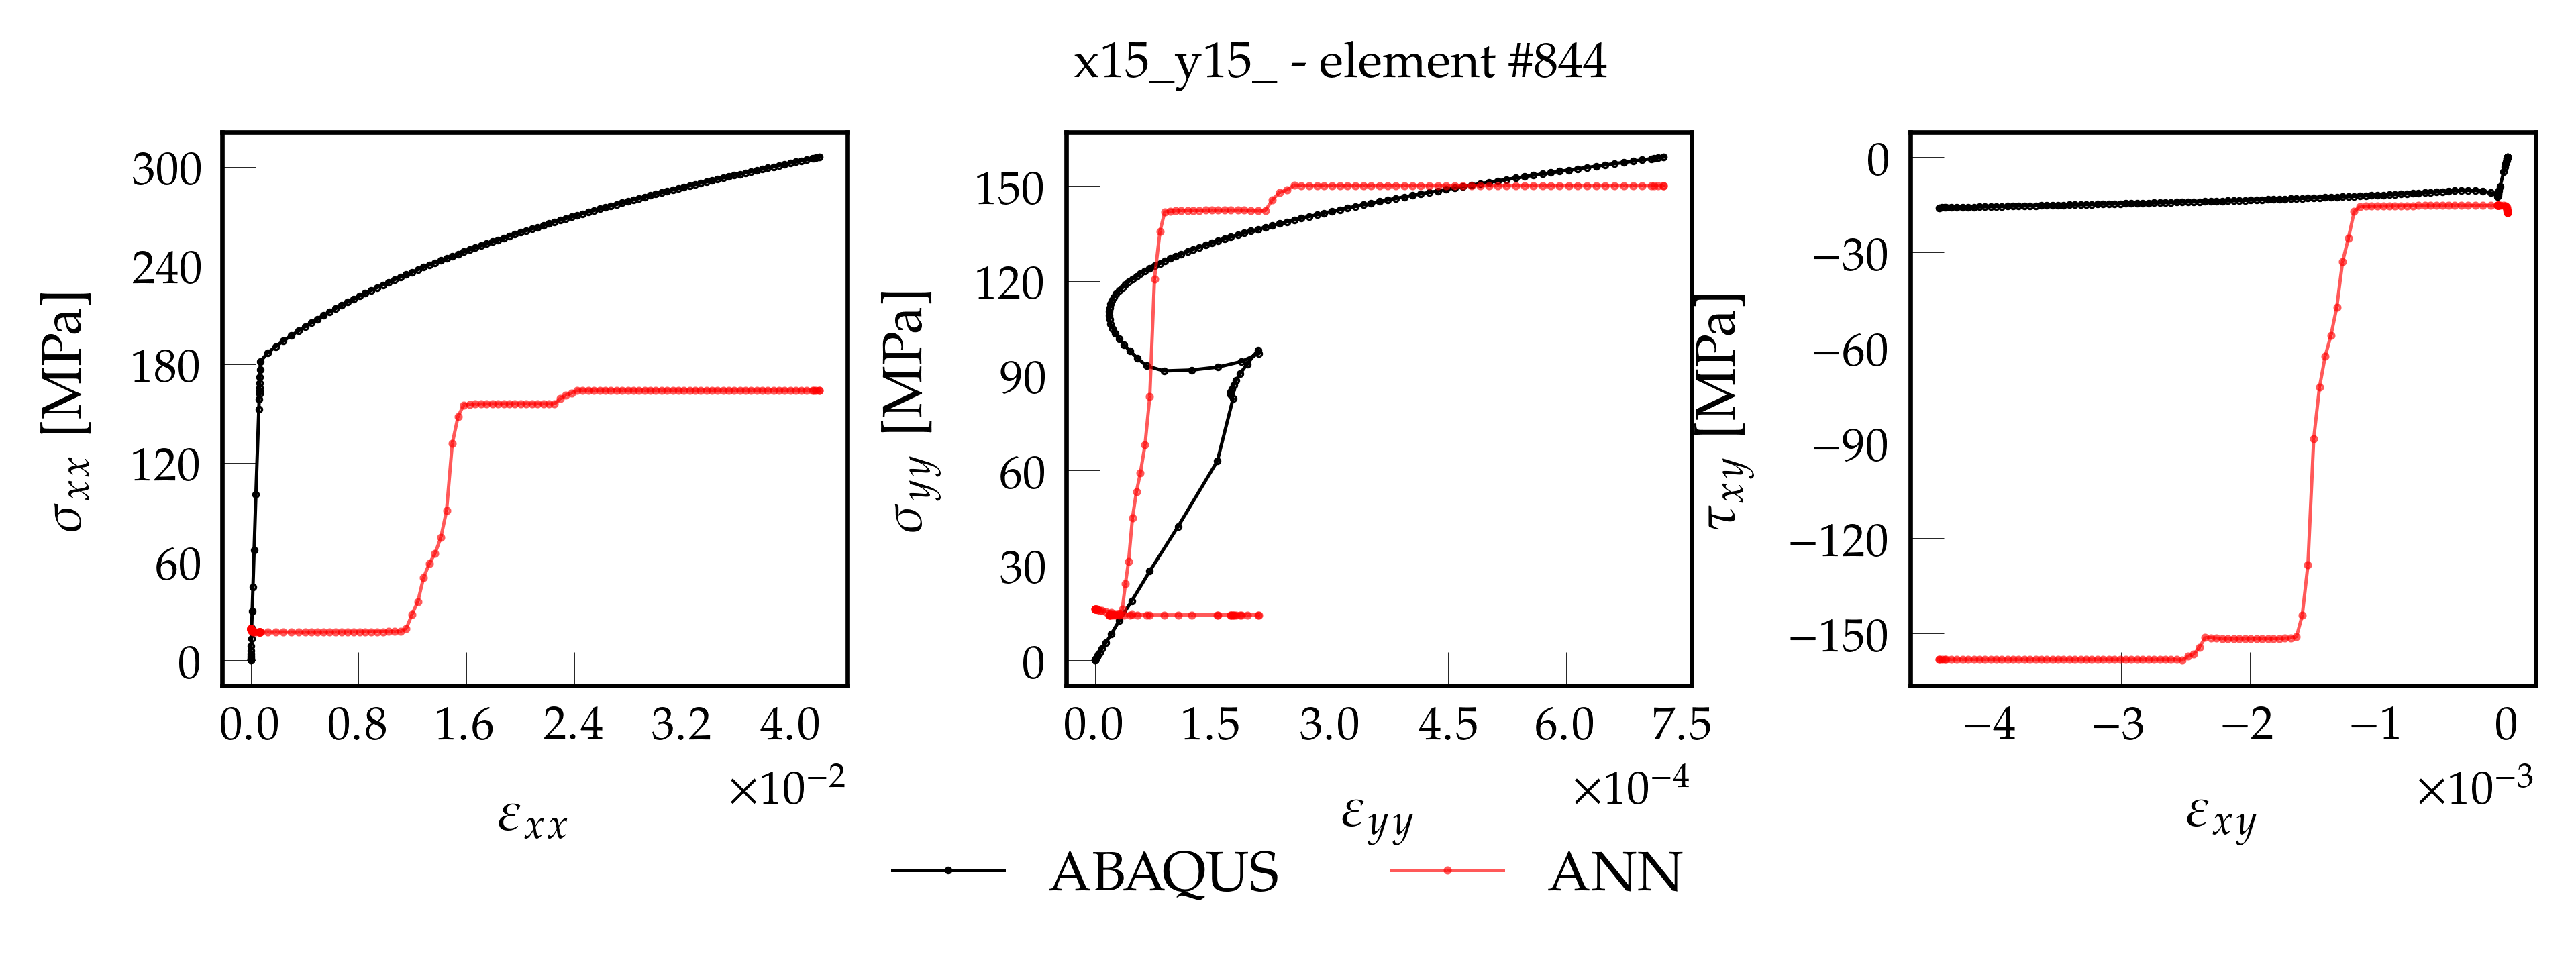 x15_y15_ - element #844
σxx [MPa]
300
240
180
120
60
0
0.0 0.8 1.6 2.4 3.2 4.0
×10−2
εxx
σyy [MPa]
150
120
90
60
30
0
0.0 1.5 3.0 4.5 6.0 7.5
×10−4
εyy
τxy [MPa]
0
−30
−60
−90
−120
−150
−4 −3 −2 −1 0
×10−3
εxy
ABAQUS ANN